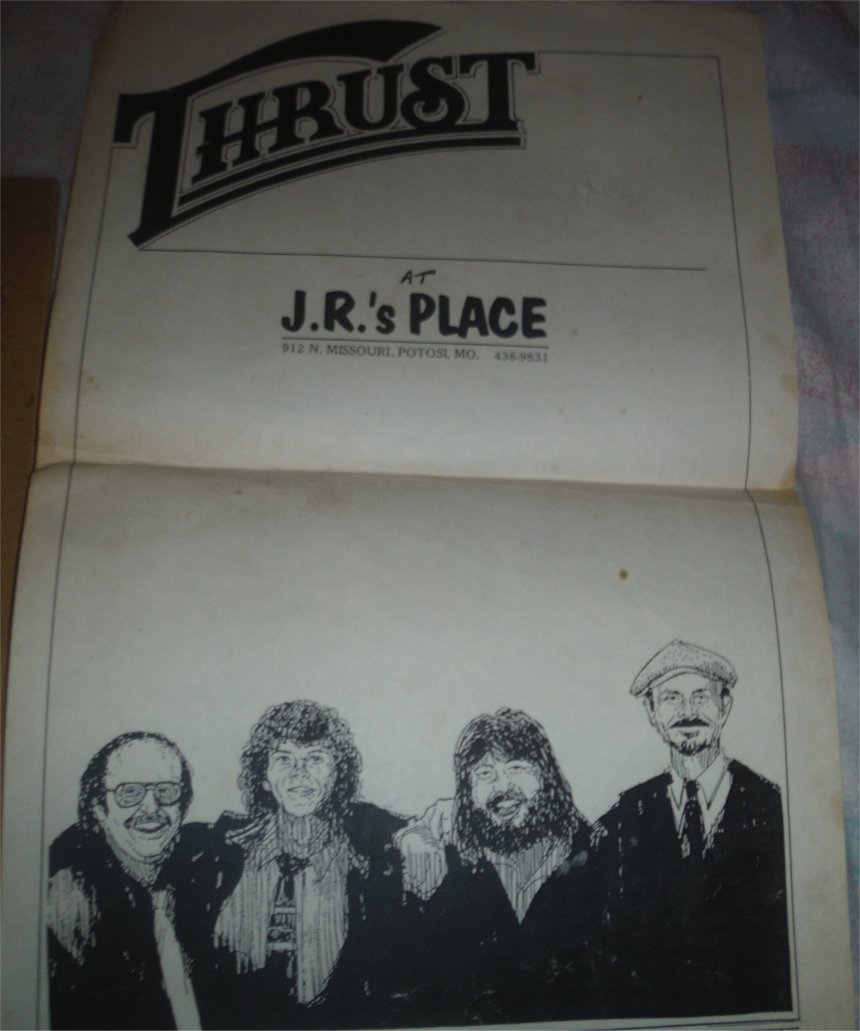 THRUST
AT
J.R.'s PLACE
912 N. MISSOURI, POTOSI, MO. 438-9831